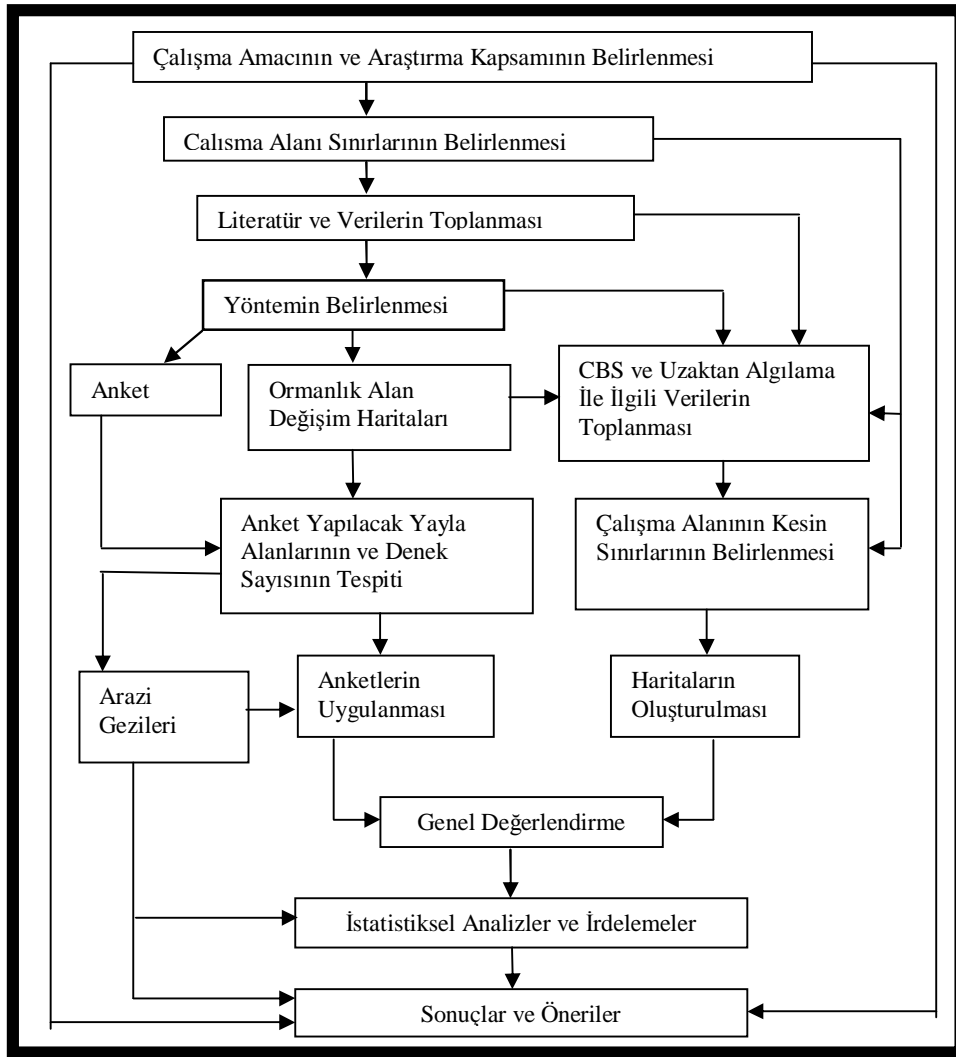 Çalışma Amacının ve Araştırma Kapsamının Belirlenmesi
Calısma Alanı Sınırlarının Belirlenmesi
Literatür ve Verilerin Toplanması
Yöntemin Belirlenmesi
Anket
Ormanlık Alan
Değişim Haritaları
CBS ve Uzaktan Algılama
İle İlgili Verilerin
Toplanması
Anket Yapılacak Yayla
Alanlarının ve Denek
Sayısının Tespiti
Çalışma Alanının Kesin
Sınırlarının Belirlenmesi
Arazi
Gezileri
Anketlerin
Uygulanması
Haritaların
Oluşturulması
Genel Değerlendirme
İstatistiksel Analizler ve İrdelemeler
Sonuçlar ve Öneriler